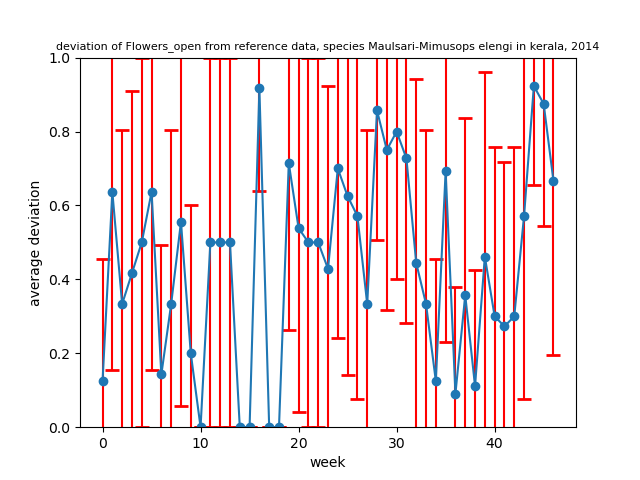 deviation of Flowers_open from reference data, species Maulsari-Mimusops elengi in kerala, 2014
1.0
0.8
0.6
0.4
0.2
0.0
average deviation
0 10 20 30 40
week